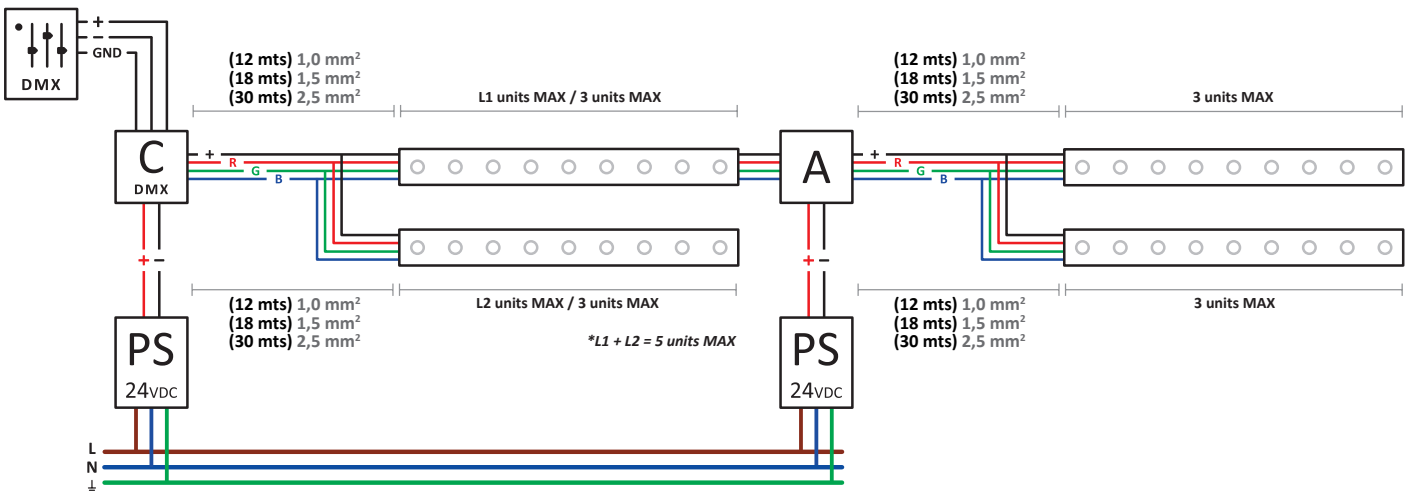 +
–
GND
DMX
(12 mts) 1,0 mm²
(18 mts) 1,5 mm²
(30 mts) 2,5 mm²
L1 units MAX / 3 units MAX
(12 mts) 1,0 mm²
(18 mts) 1,5 mm²
(30 mts) 2,5 mm²
3 units MAX
C
DMX
+
R
G
B
A
+
R
G
B
+ –
+ –
(12 mts) 1,0 mm²
(18 mts) 1,5 mm²
(30 mts) 2,5 mm²
L2 units MAX / 3 units MAX
*L1 + L2 = 5 units MAX
(12 mts) 1,0 mm²
(18 mts) 1,5 mm²
(30 mts) 2,5 mm²
3 units MAX
PS
24VDC
PS
24VDC
L
N
⏚